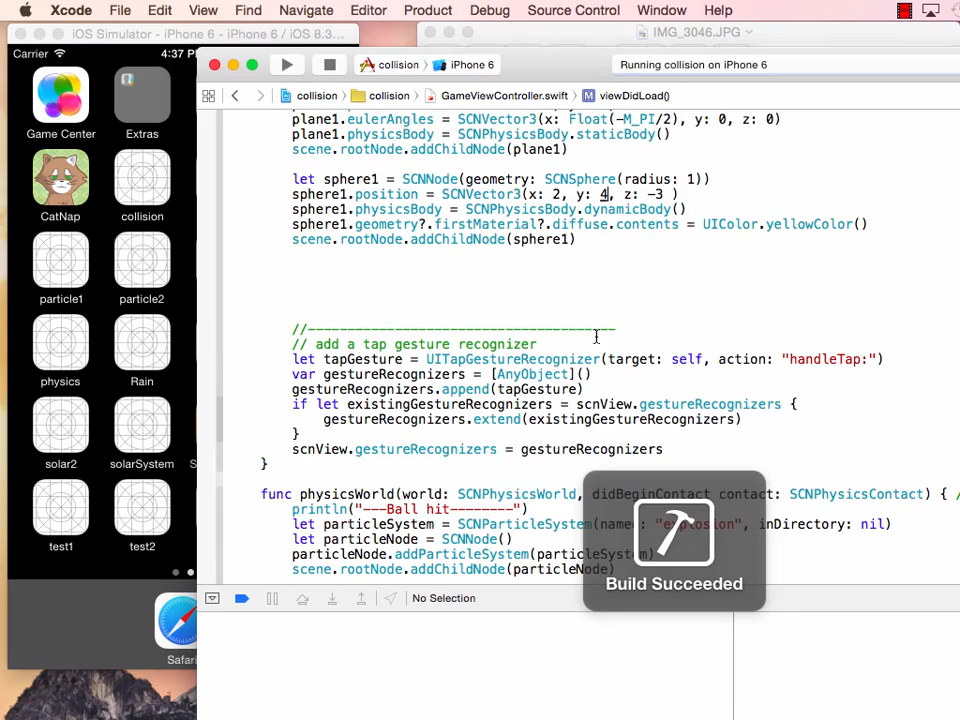 Xcode File Edit View Find Navigate Editor Product Debug Source Control Window Help
iOS Simulator - iPhone 6 - iPhone 6 / iOS 8.3...
IMG_3046.JPG
Carrier 4:37 P
collision iPhone 6
Running collision on iPhone 6
collision collision GameViewController.swift M viewDidLoad()
Game Center
Extras
CatNap
collision
particle1
particle2
physics
Rain
solar2
solarSystem
S
test1
test2
Safari
plane1.eulerAngles = SCNVector3(x: Float(-M_PI/2), y: 0, z: 0)
plane1.physicsBody = SCNPhysicsBody.staticBody()
scene.rootNode.addChildNode(plane1)
let sphere1 = SCNNode(geometry: SCNSphere(radius: 1))
sphere1.position = SCNVector3(x: 2, y: 4, z: -3 )
sphere1.physicsBody = SCNPhysicsBody.dynamicBody()
sphere1.geometry?.firstMaterial?.diffuse.contents = UIColor.yellowColor()
scene.rootNode.addChildNode(sphere1)
//---------------------------------------
// add a tap gesture recognizer
let tapGesture = UITapGestureRecognizer(target: self, action: "handleTap:")
var gestureRecognizers = [AnyObject]()
gestureRecognizers.append(tapGesture)
if let existingGestureRecognizers = scnView.gestureRecognizers {
gestureRecognizers.extend(existingGestureRecognizers)
}
scnView.gestureRecognizers = gestureRecognizers
}
func physicsWorld(world: SCNPhysicsWorld, didBeginContact contact: SCNPhysicsContact) { /
println("---Ball hit--------")
let particleSystem = SCNParticleSystem(named: "explosion", inDirectory: nil)
let particleNode = SCNNode()
particleNode.addParticleSystem(particleSystem)
scene.rootNode.addChildNode(particleNode)
Build Succeeded
No Selection